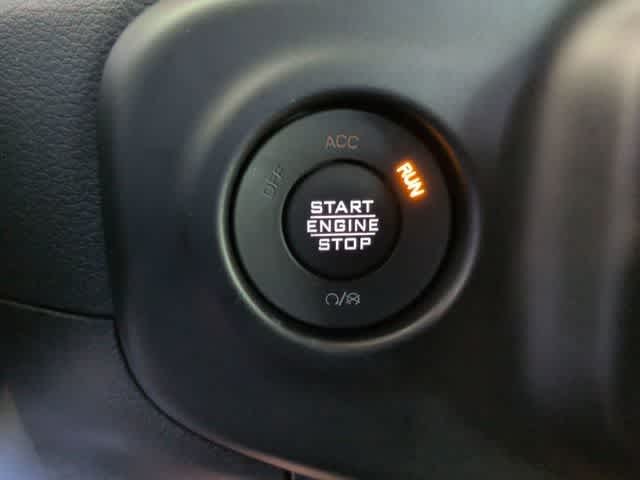 ACC
OFF
RUN
START
ENGINE
STOP